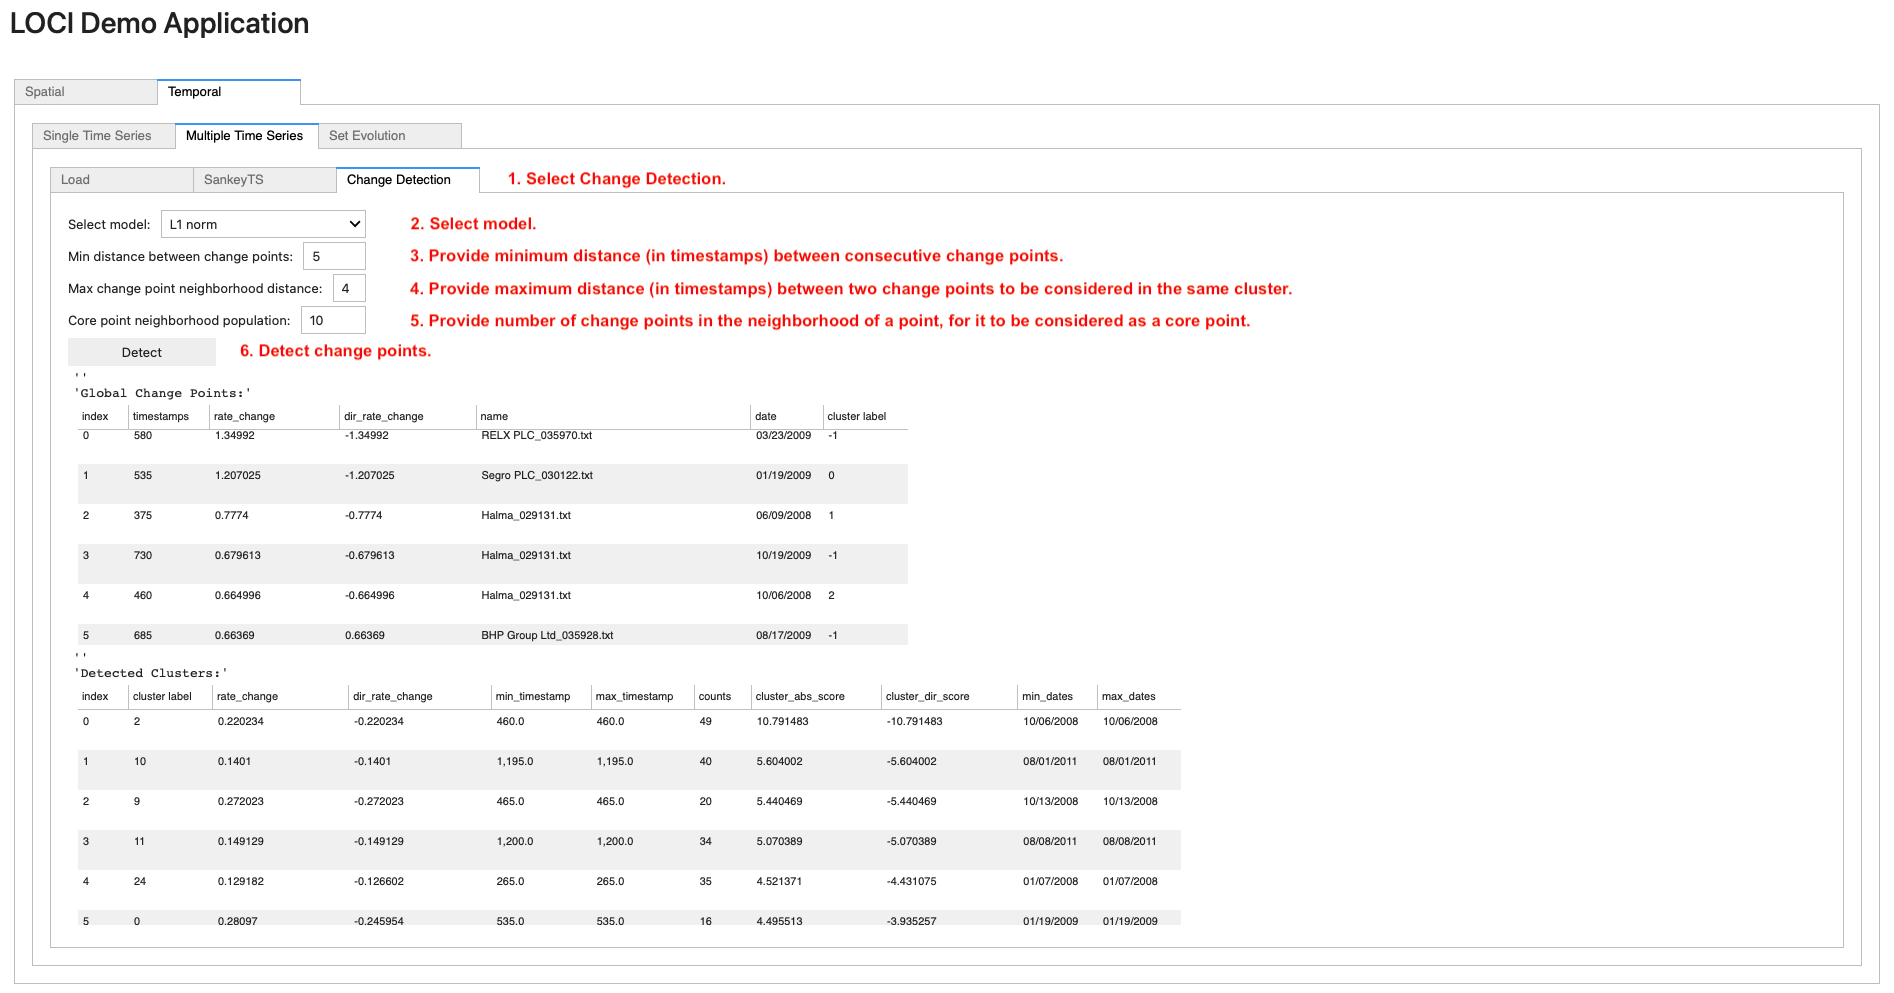 LOCI Demo Application
Spatial Temporal
Single Time Series Multiple Time Series Set Evolution
Load SankeyTS Change Detection 1. Select Change Detection.
Select model: L1 norm 2. Select model.
Min distance between change points: 5 3. Provide minimum distance (in timestamps) between consecutive change points.
Max change point neighborhood distance: 4 4. Provide maximum distance (in timestamps) between two change points to be considered in the same cluster.
Core point neighborhood population: 10 5. Provide number of change points in the neighborhood of a point, for it to be considered as a core point.
Detect 6. Detect change points.
''
'Global Change Points:'
index timestamps rate_change dir_rate_change name date cluster label
0 580 1.34992 -1.34992 RELX PLC_035970.txt 03/23/2009 -1
1 535 1.207025 -1.207025 Segro PLC_030122.txt 01/19/2009 0
2 375 0.7774 -0.7774 Halma_029131.txt 06/09/2008 1
3 730 0.679613 -0.679613 Halma_029131.txt 10/19/2009 -1
4 460 0.664996 -0.664996 Halma_029131.txt 10/06/2008 2
5 685 0.66369 0.66369 BHP Group Ltd_035928.txt 08/17/2009 -1
''
'Detected Clusters:'
index cluster label rate_change dir_rate_change min_timestamp max_timestamp counts cluster_abs_score cluster_dir_score min_dates max_dates
0 2 0.220234 -0.220234 460.0 460.0 49 10.791483 -10.791483 10/06/2008 10/06/2008
1 10 0.1401 -0.1401 1,195.0 1,195.0 40 5.604002 -5.604002 08/01/2011 08/01/2011
2 9 0.272023 -0.272023 465.0 465.0 20 5.440469 -5.440469 10/13/2008 10/13/2008
3 11 0.149129 -0.149129 1,200.0 1,200.0 34 5.070389 -5.070389 08/08/2011 08/08/2011
4 24 0.129182 -0.126602 265.0 265.0 35 4.521371 -4.431075 01/07/2008 01/07/2008
5 0 0.28097 -0.245954 535.0 535.0 16 4.495513 -3.935257 01/19/2009 01/19/2009